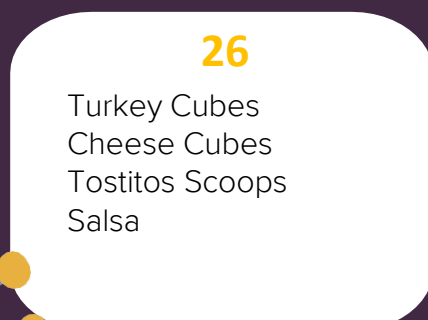 26
Turkey Cubes
Cheese Cubes
Tostitos Scoops
Salsa